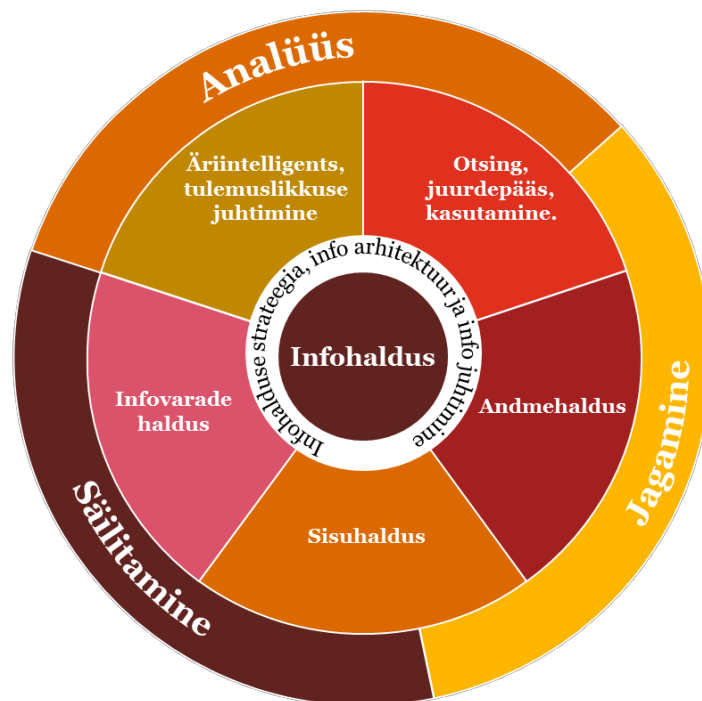 Analüüs
Äriintelligents,
tulemuslikkuse
juhtimine
Otsing,
juurdepääs,
kasutamine.
Infohalduse strateegia, info arhitektuur ja info juhtimine
Infohaldus
Infovarade
haldus
Andmehaldus
Jagamine
Sisuhaldus
Säilitamine